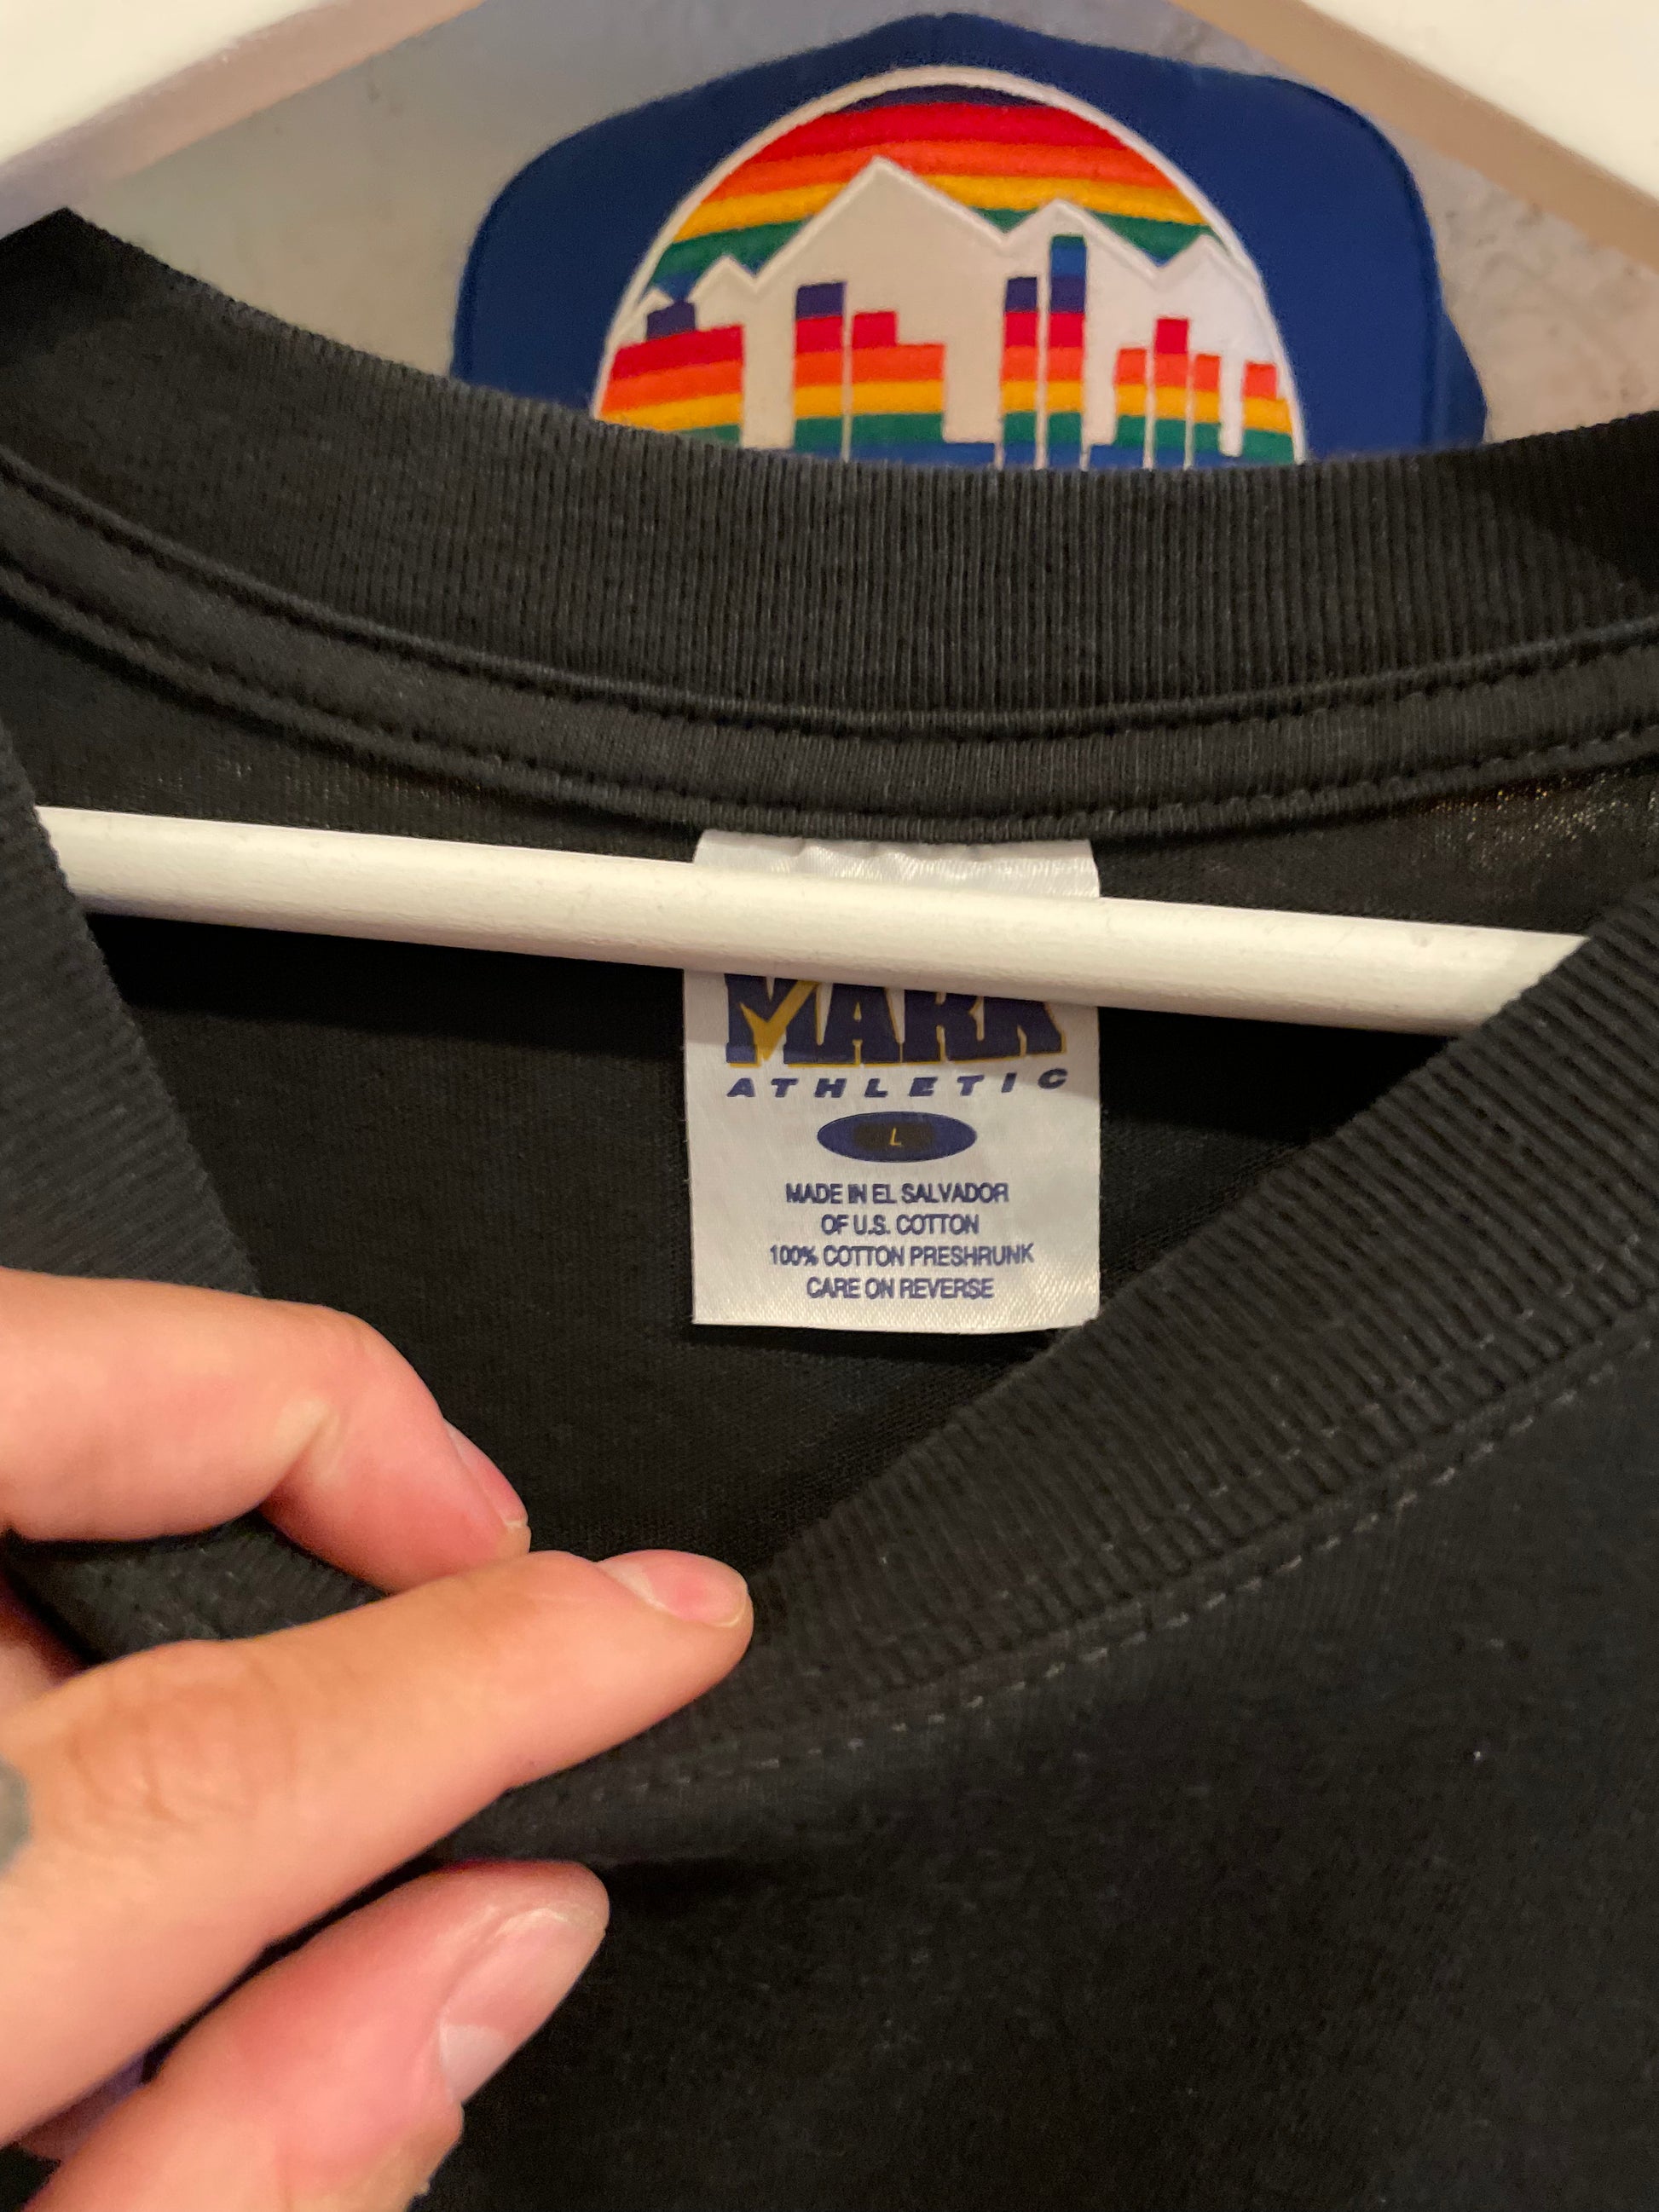 MARK
ATHLETIC
L
MADE IN EL SALVADOR
OF U.S. COTTON
100% COTTON PRESHRUNK
CARE ON REVERSE